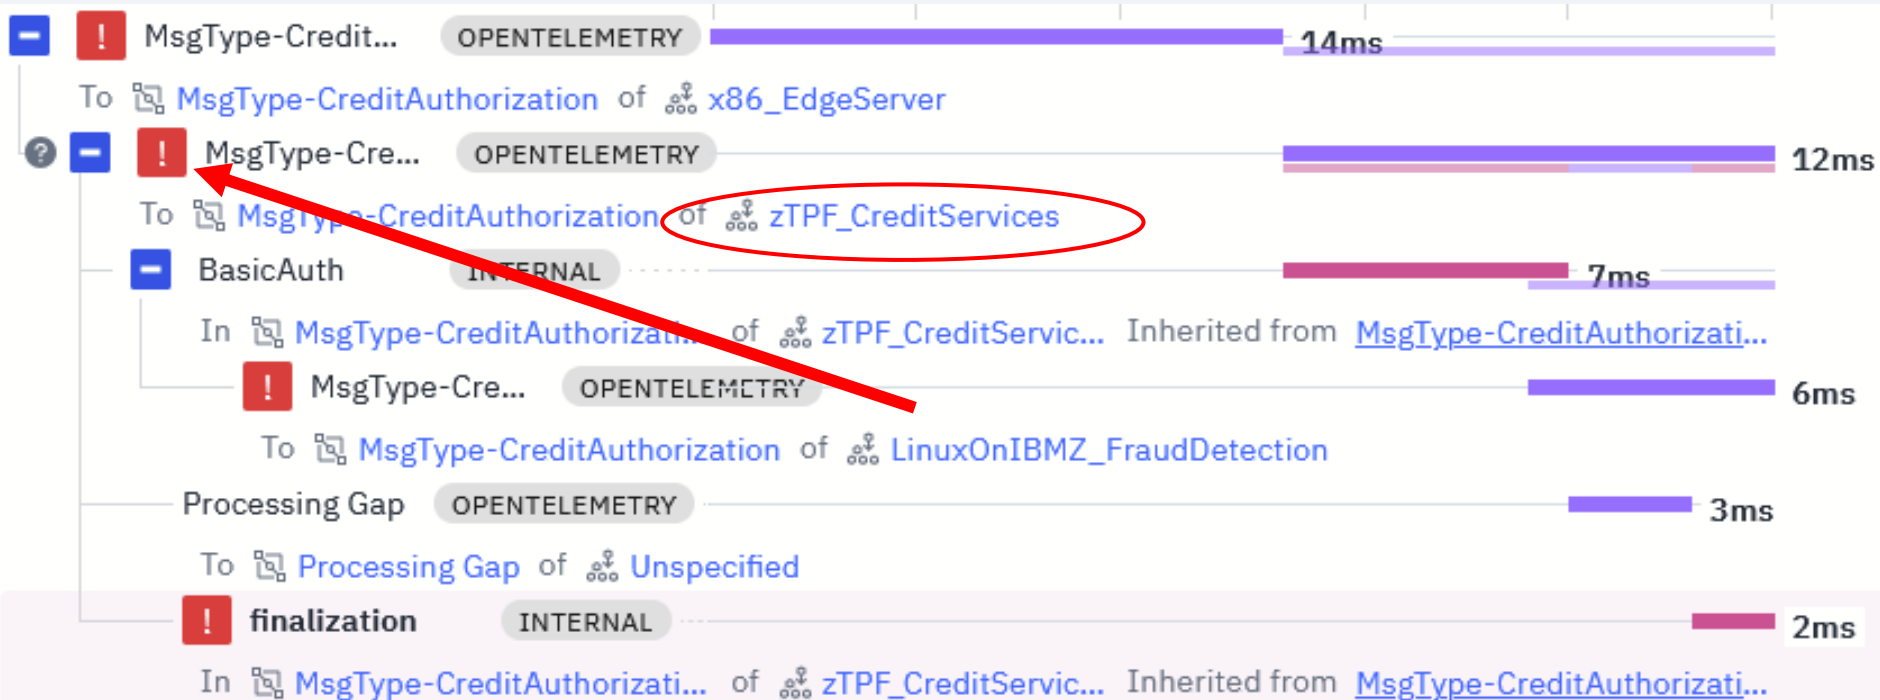 ! MsgType-Credit... OPENTELEMETRY 14ms
To MsgType-CreditAuthorization of x86_EdgeServer
? ! MsgType-Cre... OPENTELEMETRY 12ms
To MsgType-CreditAuthorization of zTPF_CreditServices
BasicAuth INTERNAL 7ms
In MsgType-CreditAuthorizati... of zTPF_CreditServic... Inherited from MsgType-CreditAuthorizati...
! MsgType-Cre... OPENTELEMETRY 6ms
To MsgType-CreditAuthorization of LinuxOnIBMZ_FraudDetection
Processing Gap OPENTELEMETRY 3ms
To Processing Gap of Unspecified
! finalization INTERNAL 2ms
In MsgType-CreditAuthorizati... of zTPF_CreditServic... Inherited from MsgType-CreditAuthorizati...